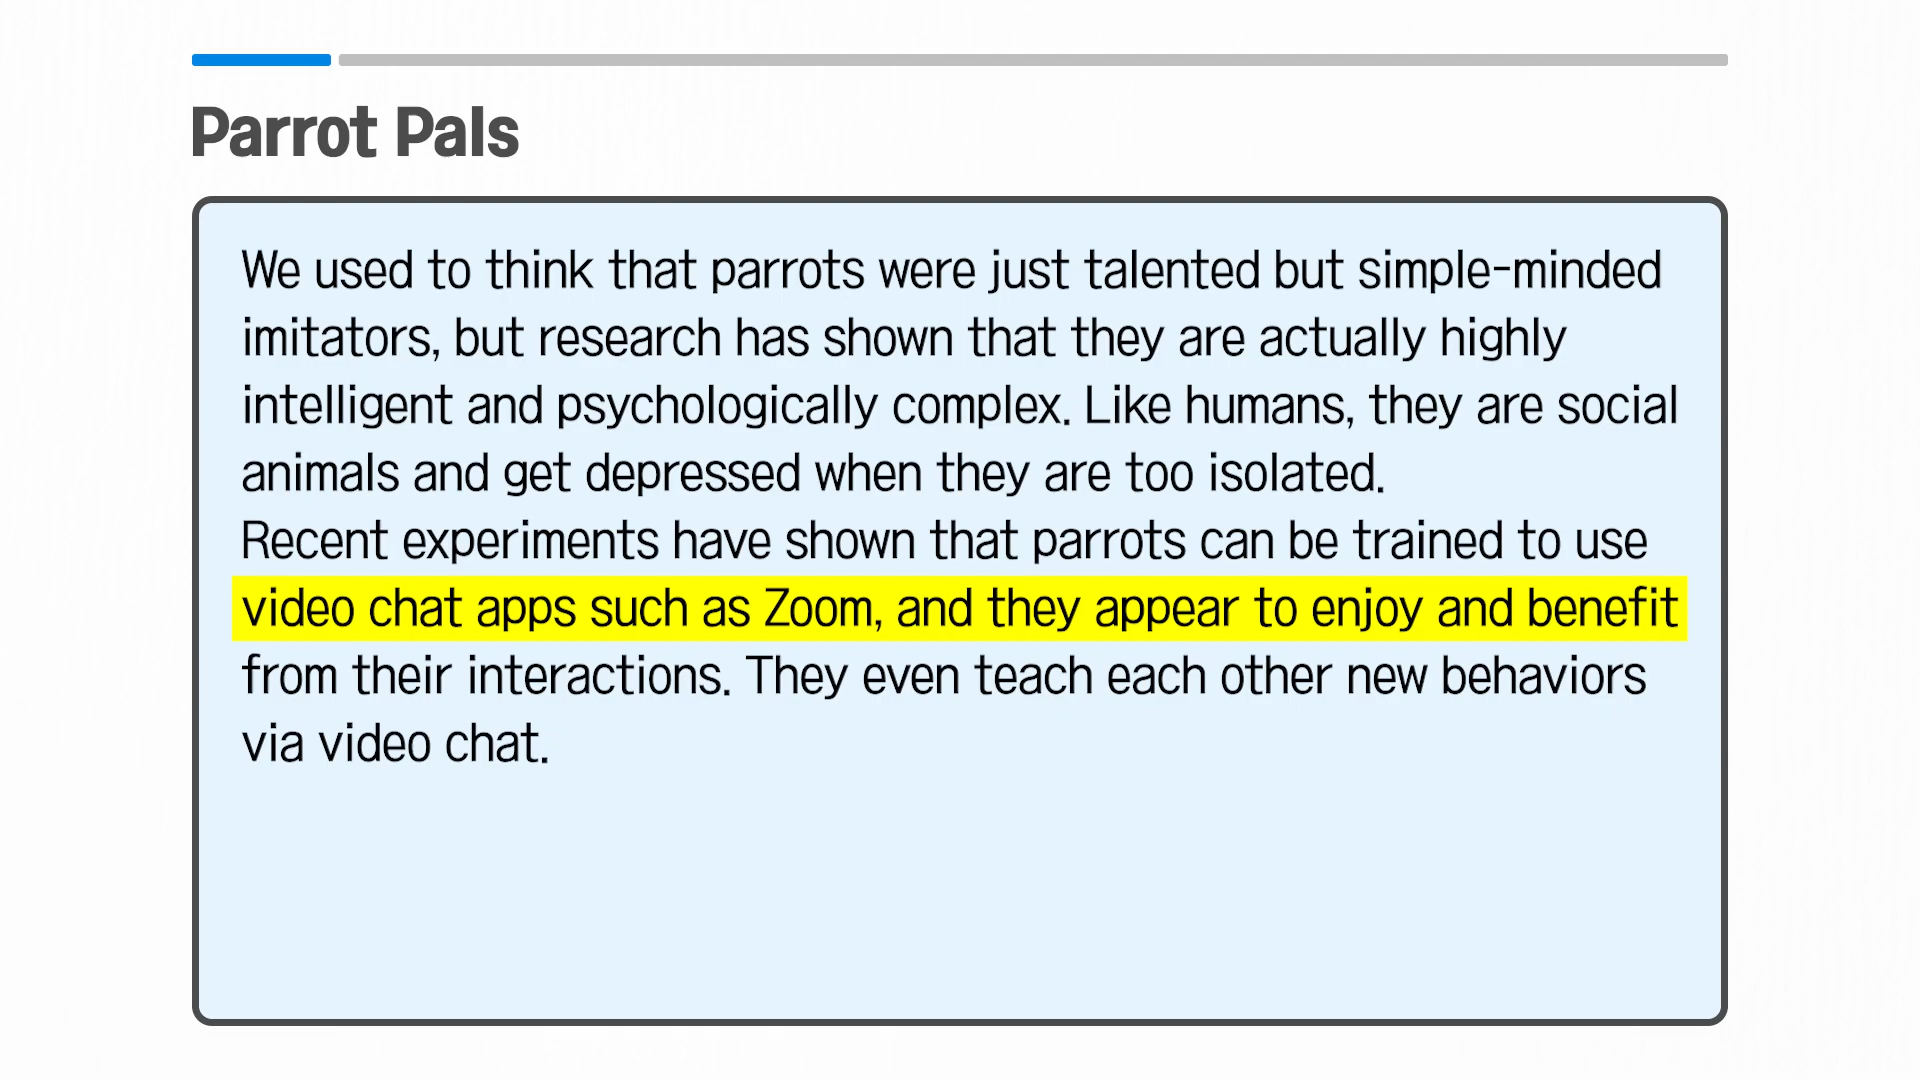 Parrot Pals
We used to think that parrots were just talented but simple-minded
imitators, but research has shown that they are actually highly
intelligent and psychologically complex. Like humans, they are social
animals and get depressed when they are too isolated.
Recent experiments have shown that parrots can be trained to use
video chat apps such as Zoom, and they appear to enjoy and benefit
from their interactions. They even teach each other new behaviors
via video chat.